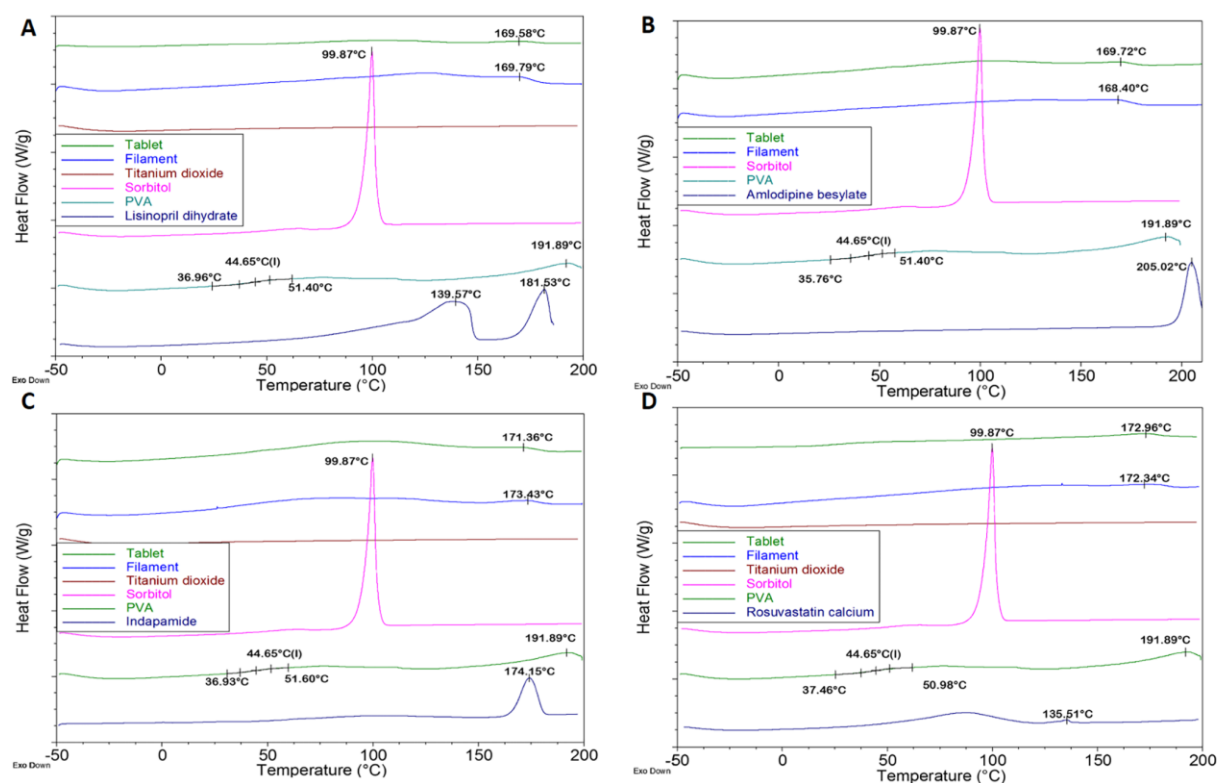 A
Heat Flow (W/g)
169.58°C
99.87°C
169.79°C
Tablet
Filament
Titanium dioxide
Sorbitol
PVA
Lisinopril dihydrate
191.89°C
44.65°C(I)
36.96°C
51.40°C
139.57°C
181.53°C
-50
0
50
100
150
200
Exo Down
Temperature (°C)
B
Heat Flow (W/g)
99.87°C
169.72°C
168.40°C
Tablet
Filament
Sorbitol
PVA
Amlodipine besylate
191.89°C
44.65°C(I)
35.76°C
51.40°C
205.02°C
-50
0
50
100
150
200
Exo Down
Temperature (°C)
C
Heat Flow (W/g)
171.36°C
99.87°C
173.43°C
Tablet
Filament
Titanium dioxide
Sorbitol
PVA
Indapamide
191.89°C
44.65°C(I)
36.93°C
51.60°C
174.15°C
-50
0
50
100
150
200
Exo Down
Temperature (°C)
D
Heat Flow (W/g)
172.96°C
99.87°C
172.34°C
Tablet
Filament
Titanium dioxide
Sorbitol
PVA
Rosuvastatin calcium
191.89°C
44.65°C(I)
37.46°C
50.98°C
135.51°C
-50
0
50
100
150
200
Exo Down
Temperature (°C)